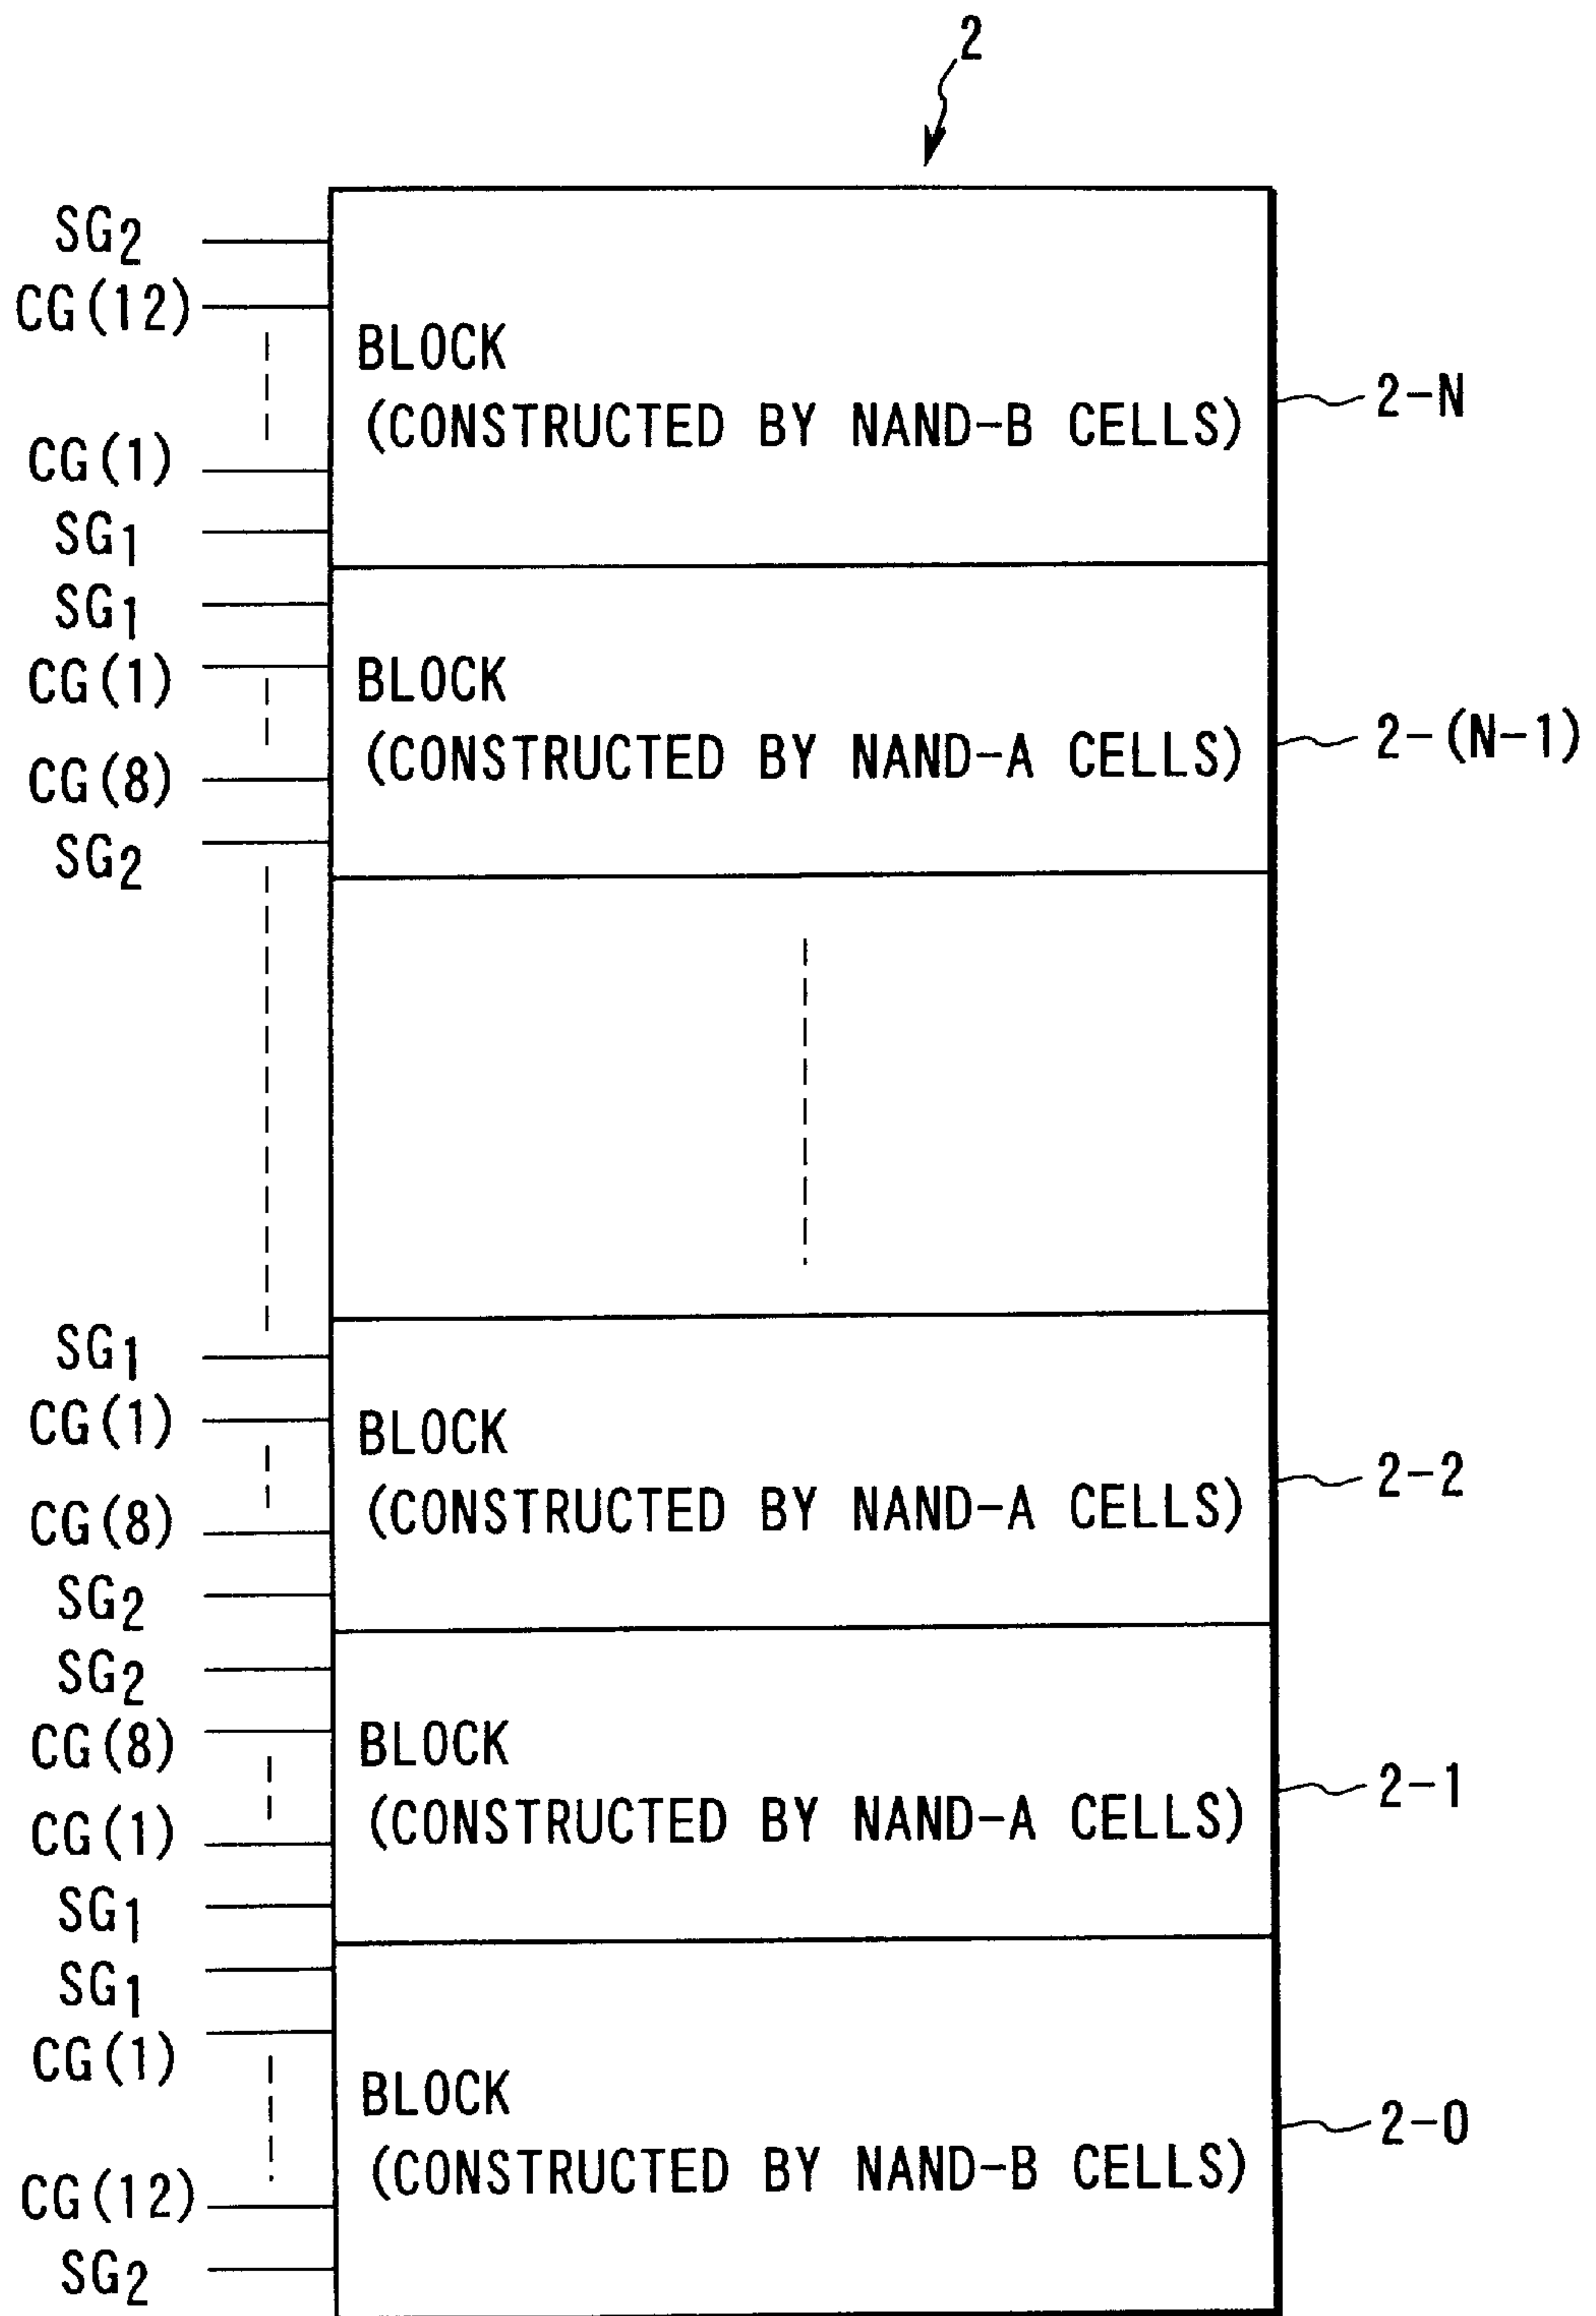 2
SG2
CG(12)
BLOCK
(CONSTRUCTED BY NAND-B CELLS)
2-N
CG(1)
SG1
SG1
CG(1)
BLOCK
(CONSTRUCTED BY NAND-A CELLS)
2-(N-1)
CG(8)
SG2
SG1
CG(1)
BLOCK
(CONSTRUCTED BY NAND-A CELLS)
2-2
CG(8)
SG2
SG2
CG(8)
BLOCK
(CONSTRUCTED BY NAND-A CELLS)
2-1
CG(1)
SG1
SG1
CG(1)
BLOCK
(CONSTRUCTED BY NAND-B CELLS)
2-0
CG(12)
SG2